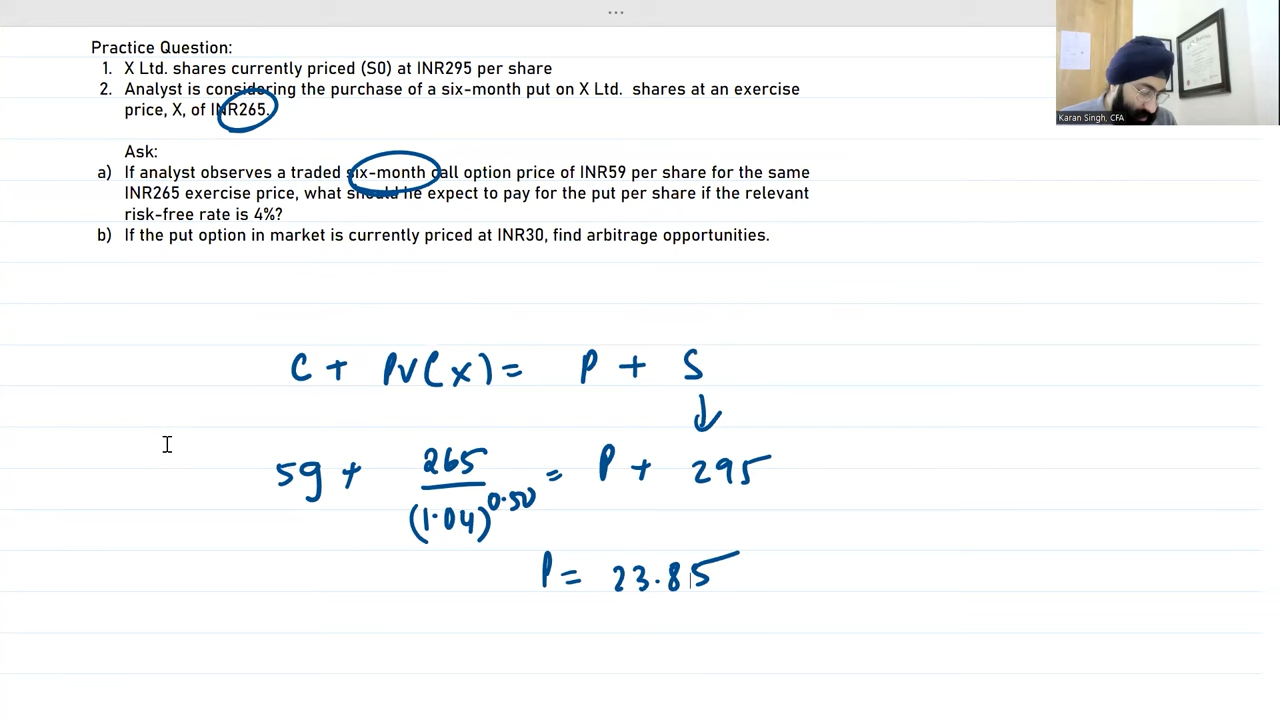 Practice Question:
1. X Ltd. shares currently priced (S0) at INR295 per share
2. Analyst is considering the purchase of a six-month put on X Ltd. shares at an exercise
price, X, of INR265.
Ask:
a) If analyst observes a traded six-month call option price of INR59 per share for the same
INR265 exercise price, what should he expect to pay for the put per share if the relevant
risk-free rate is 4%?
b) If the put option in market is currently priced at INR30, find arbitrage opportunities.
C + PV(X) = P + S
59 + 265 / (1.04)^0.50 = P + 295
P = 23.85
Karan Singh, CFA